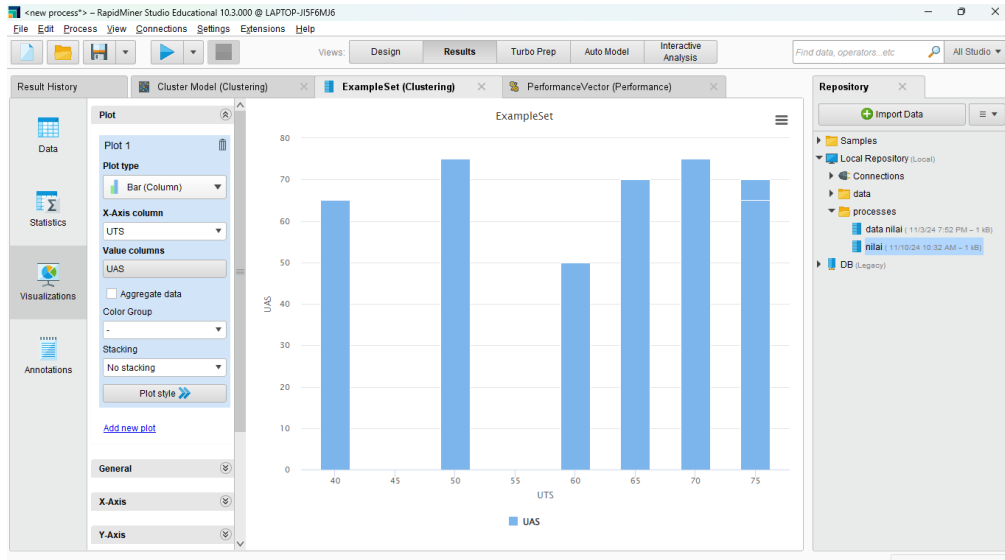 <new process*> – RapidMiner Studio Educational 10.3.000 @ LAPTOP-JI5F6MJ6
File Edit Process View Connections Settings Extensions Help
Views: Design Results Turbo Prep Auto Model Interactive Analysis Find data, operators...etc All Studio
Result History Cluster Model (Clustering) ExampleSet (Clustering) PerformanceVector (Performance)
Data
Statistics
Visualizations
Annotations
Plot
Plot 1
Plot type
Bar (Column)
X-Axis column
UTS
Value columns
UAS
Aggregate data
Color Group
-
Stacking
No stacking
Plot style
Add new plot
General
X-Axis
Y-Axis
ExampleSet
80
70
60
50
40
30
20
10
0
UAS
40 45 50 55 60 65 70 75
UTS
UAS
Repository
Import Data
Samples
Local Repository (Local)
Connections
data
processes
data nilai ( 11/3/24 7:52 PM – 1 kB)
nilai ( 11/10/24 10:32 AM – 1 kB)
DB (Legacy)